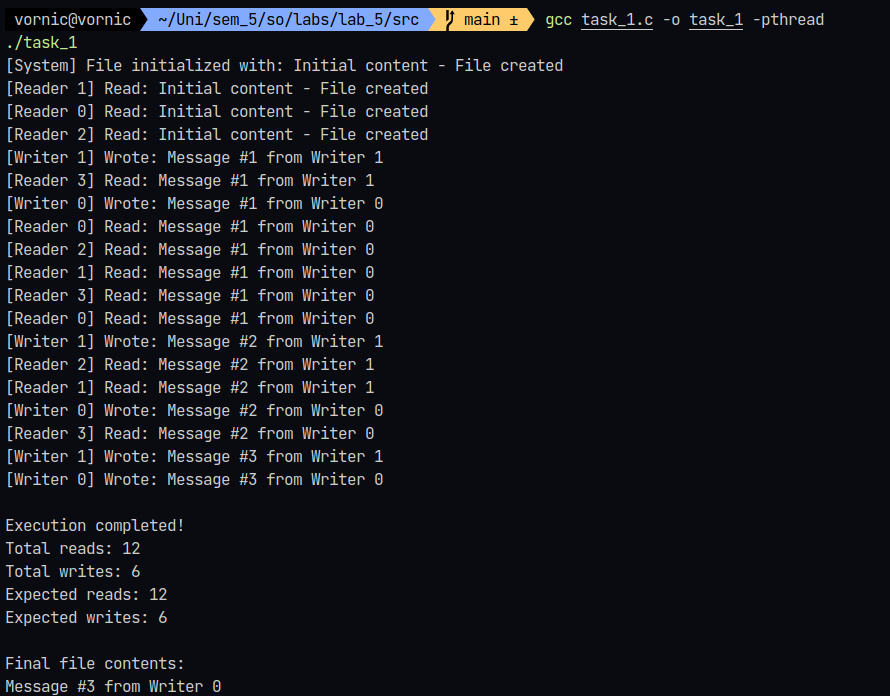 vornic@vornic ~/Uni/sem_5/so/labs/lab_5/src main ± gcc task_1.c -o task_1 -pthread
./task_1
[System] File initialized with: Initial content - File created
[Reader 1] Read: Initial content - File created
[Reader 0] Read: Initial content - File created
[Reader 2] Read: Initial content - File created
[Writer 1] Wrote: Message #1 from Writer 1
[Reader 3] Read: Message #1 from Writer 1
[Writer 0] Wrote: Message #1 from Writer 0
[Reader 0] Read: Message #1 from Writer 0
[Reader 2] Read: Message #1 from Writer 0
[Reader 1] Read: Message #1 from Writer 0
[Reader 3] Read: Message #1 from Writer 0
[Reader 0] Read: Message #1 from Writer 0
[Writer 1] Wrote: Message #2 from Writer 1
[Reader 2] Read: Message #2 from Writer 1
[Reader 1] Read: Message #2 from Writer 1
[Writer 0] Wrote: Message #2 from Writer 0
[Reader 3] Read: Message #2 from Writer 0
[Writer 1] Wrote: Message #3 from Writer 1
[Writer 0] Wrote: Message #3 from Writer 0
Execution completed!
Total reads: 12
Total writes: 6
Expected reads: 12
Expected writes: 6
Final file contents:
Message #3 from Writer 0